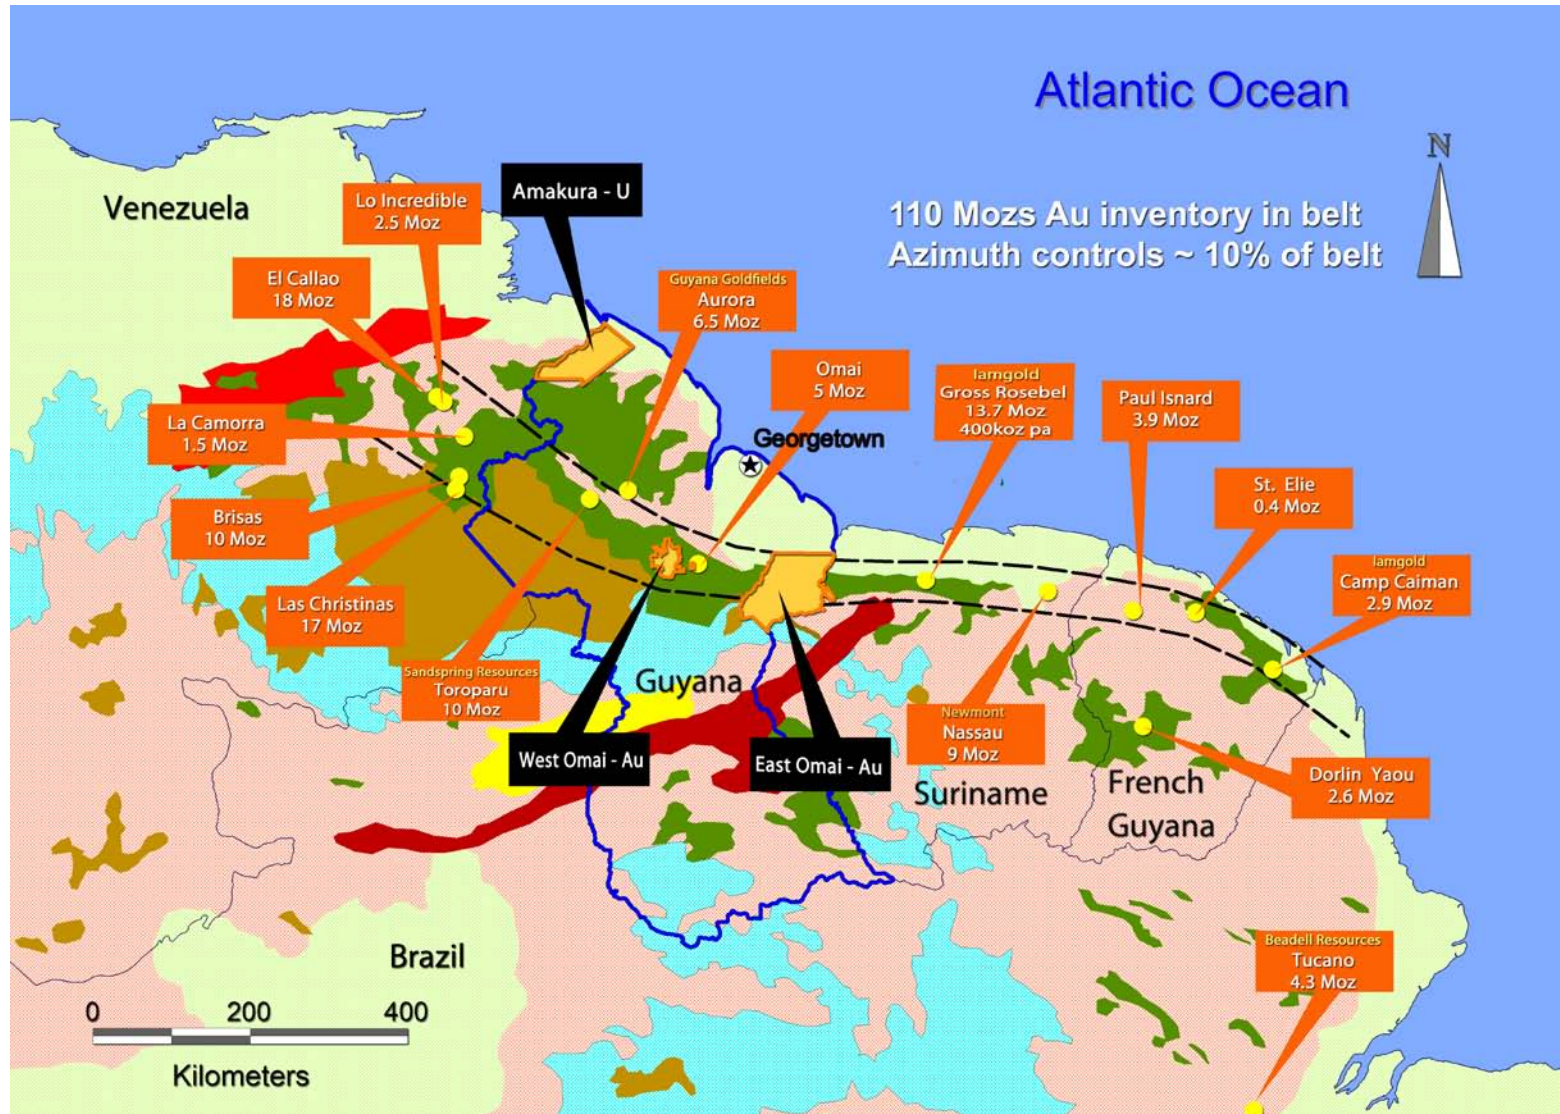 Atlantic Ocean
N
Venezuela
Lo Incredible
2.5 Moz
Amakura - U
110 Mozs Au inventory in belt
Azimuth controls ~ 10% of belt
El Callao
18 Moz
Guyana Goldfields
Aurora
6.5 Moz
Omai
5 Moz
Iamgold
Gross Rosebel
13.7 Moz
400koz pa
Paul Isnard
3.9 Moz
La Camorra
1.5 Moz
Georgetown
St. Elie
0.4 Moz
Brisas
10 Moz
Iamgold
Camp Caiman
2.9 Moz
Las Christinas
17 Moz
Sandspring Resources
Toroparu
10 Moz
Guyana
Newmont
Nassau
9 Moz
West Omai - Au
East Omai - Au
Suriname
French
Guyana
Dorlin Yaou
2.6 Moz
Brazil
Beadell Resources
Tucano
4.3 Moz
0 200 400
Kilometers